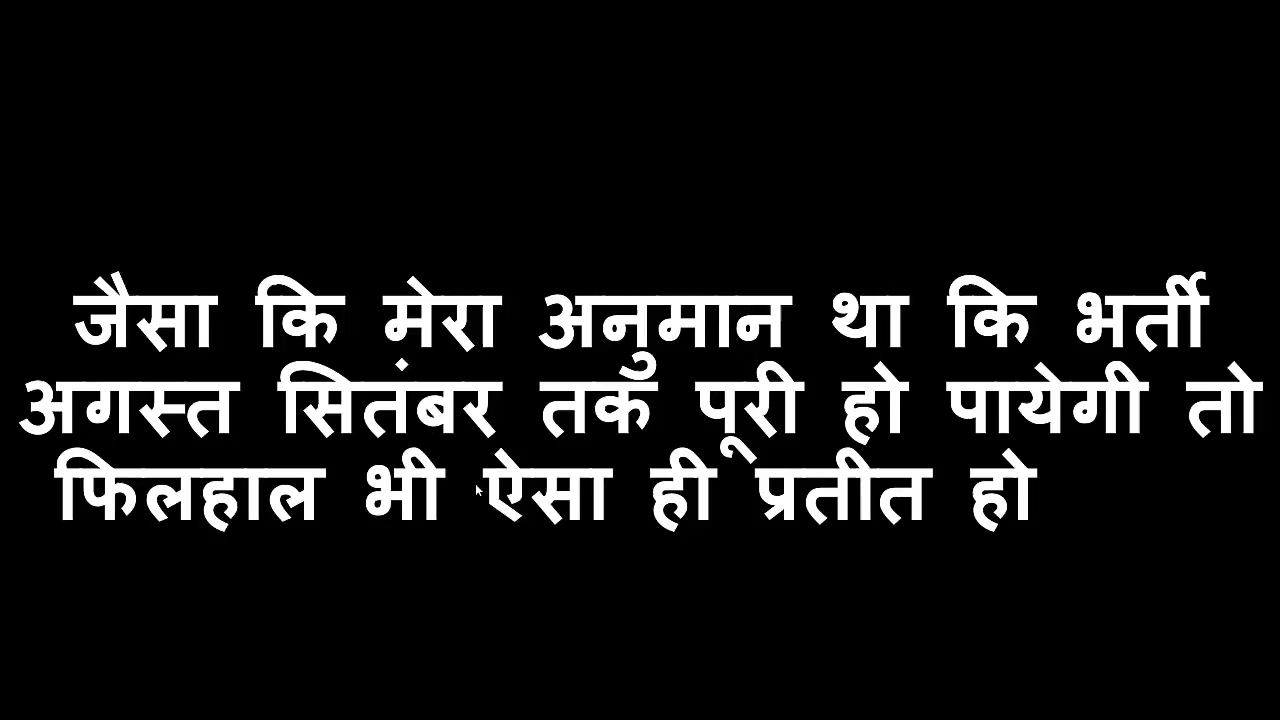 जैसा कि मेरा अनुमान था कि भर्ती
अगस्त सितंबर तक पूरी हो पायेगी तो
फिलहाल भी ऐसा ही प्रतीत हो